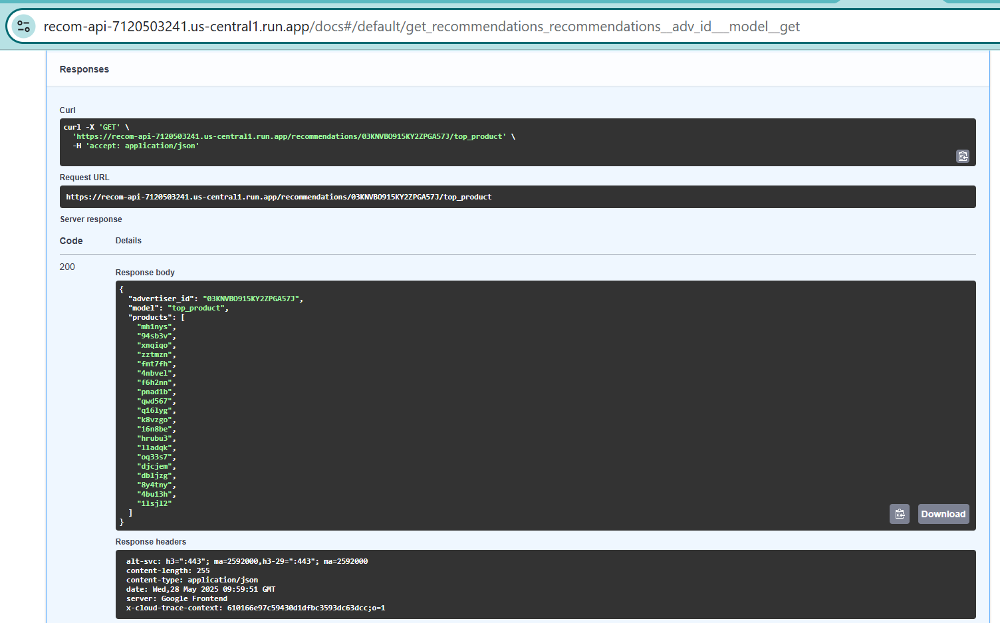 recom-api-7120503241.us-central1.run.app/docs#/default/get_recommendations_recommendations__adv_id___model__get
Responses
Curl
curl -X 'GET' \
  'https://recom-api-7120503241.us-central1.run.app/recommendations/03KNVBO915KY2ZPGA57J/top_product' \
  -H 'accept: application/json'
Request URL
https://recom-api-7120503241.us-central1.run.app/recommendations/03KNVBO915KY2ZPGA57J/top_product
Server response
Code Details
200
Response body
{
  "advertiser_id": "03KNVBO915KY2ZPGA57J",
  "model": "top_product",
  "products": [
    "mh1nys",
    "94sb3v",
    "xnqiqo",
    "zztmzn",
    "fmt7fh",
    "4nbvel",
    "f6h2nn",
    "pnad1b",
    "qwd567",
    "q16lyg",
    "k8vzgo",
    "16n8be",
    "hrubu3",
    "lladqk",
    "oq33s7",
    "djcjem",
    "dbljzg",
    "8y4tny",
    "4bu13h",
    "1lsjl2"
  ]
}
Download
Response headers
alt-svc: h3=":443"; ma=2592000,h3-29=":443"; ma=2592000
content-length: 255
content-type: application/json
date: Wed,28 May 2025 09:59:51 GMT
server: Google Frontend
x-cloud-trace-context: 610166e97c59430d1dfbc3593dc63dcc;o=1